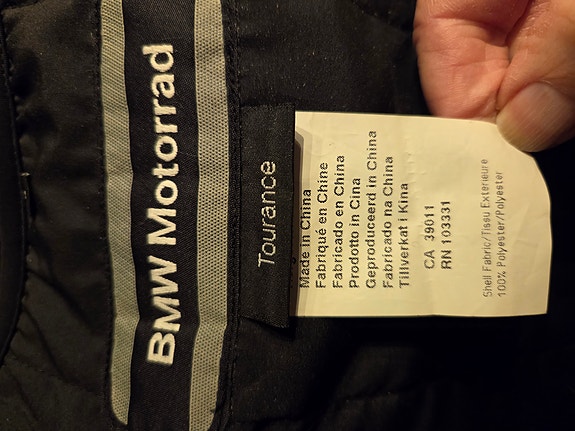 BMW Motorrad
Tourance
Made in China
Fabriqué en Chine
Fabricado en China
Prodotto in Cina
Geproduceerd in China
Fabricado na China
Tillverkat i Kina
CA 39011
RN 103331
Shell Fabric/Tissu Exterieure
100% Polyester/Polyester